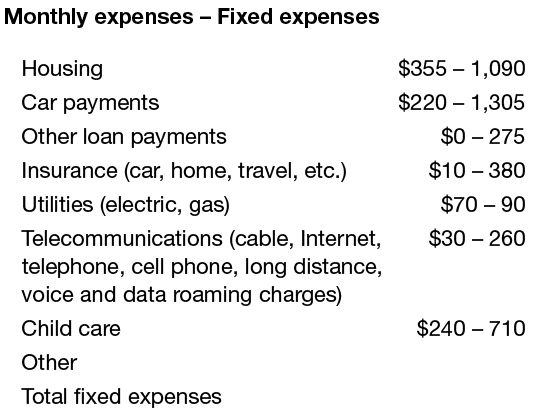 Monthly expenses – Fixed expenses
Housing $355 – 1,090
Car payments $220 – 1,305
Other loan payments $0 – 275
Insurance (car, home, travel, etc.) $10 – 380
Utilities (electric, gas) $70 – 90
Telecommunications (cable, Internet, $30 – 260
telephone, cell phone, long distance,
voice and data roaming charges)
Child care $240 – 710
Other
Total fixed expenses